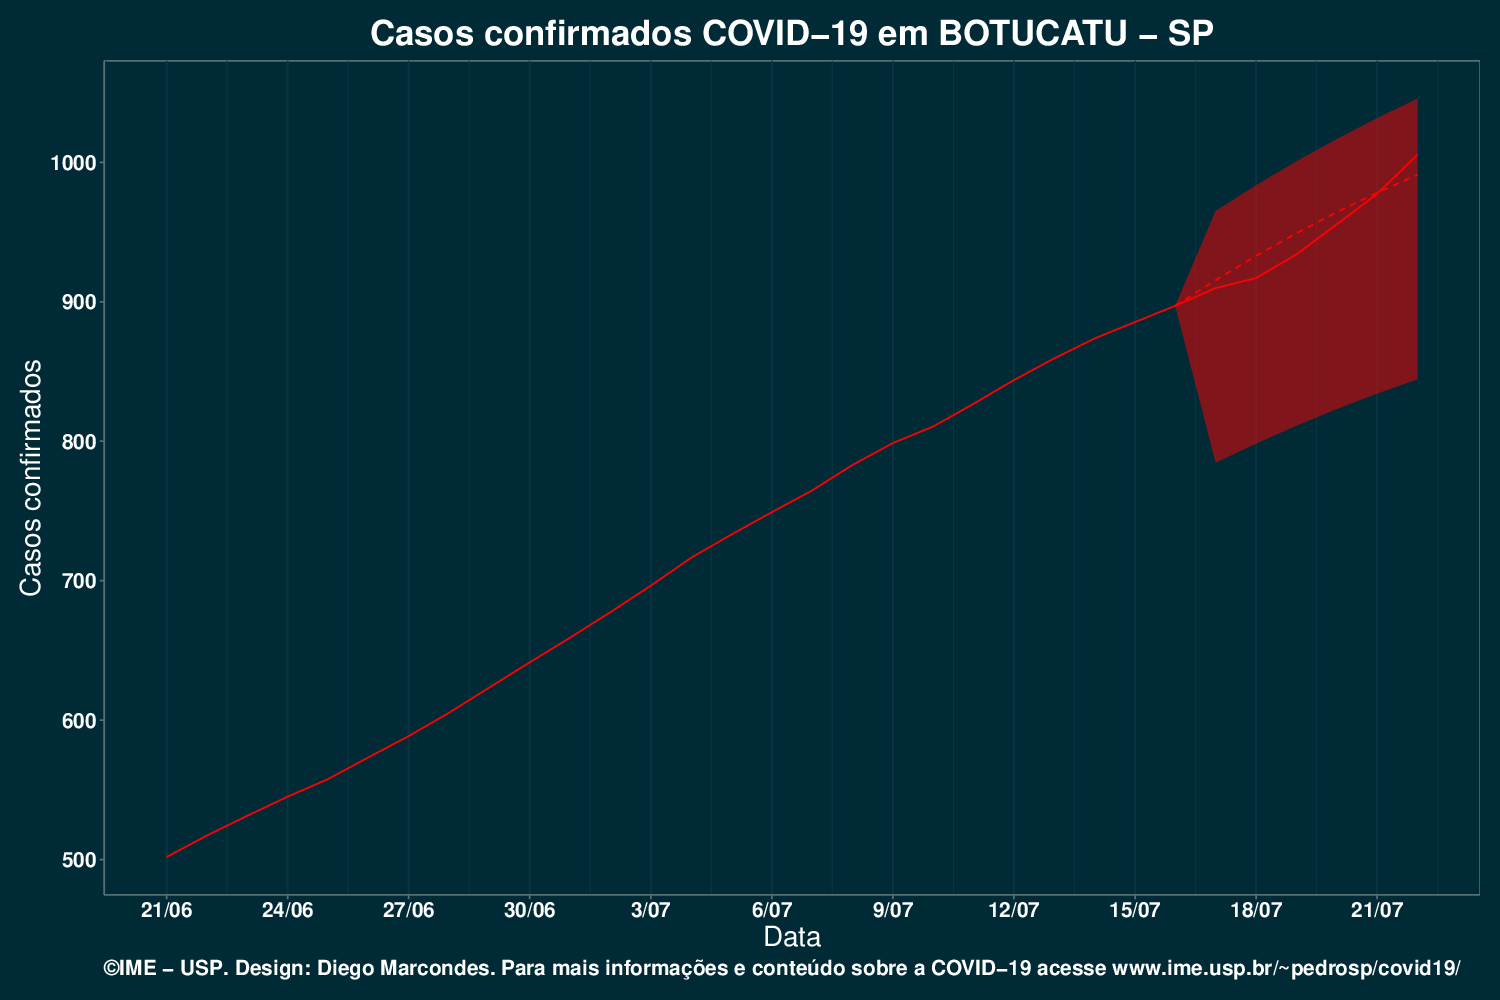 Casos confirmados COVID−19 em BOTUCATU − SP
Casos confirmados
1000
900
800
700
600
500
21/06 24/06 27/06 30/06 3/07 6/07 9/07 12/07 15/07 18/07 21/07
Data
©IME − USP. Design: Diego Marcondes. Para mais informações e conteúdo sobre a COVID−19 acesse www.ime.usp.br/~pedrosp/covid19/